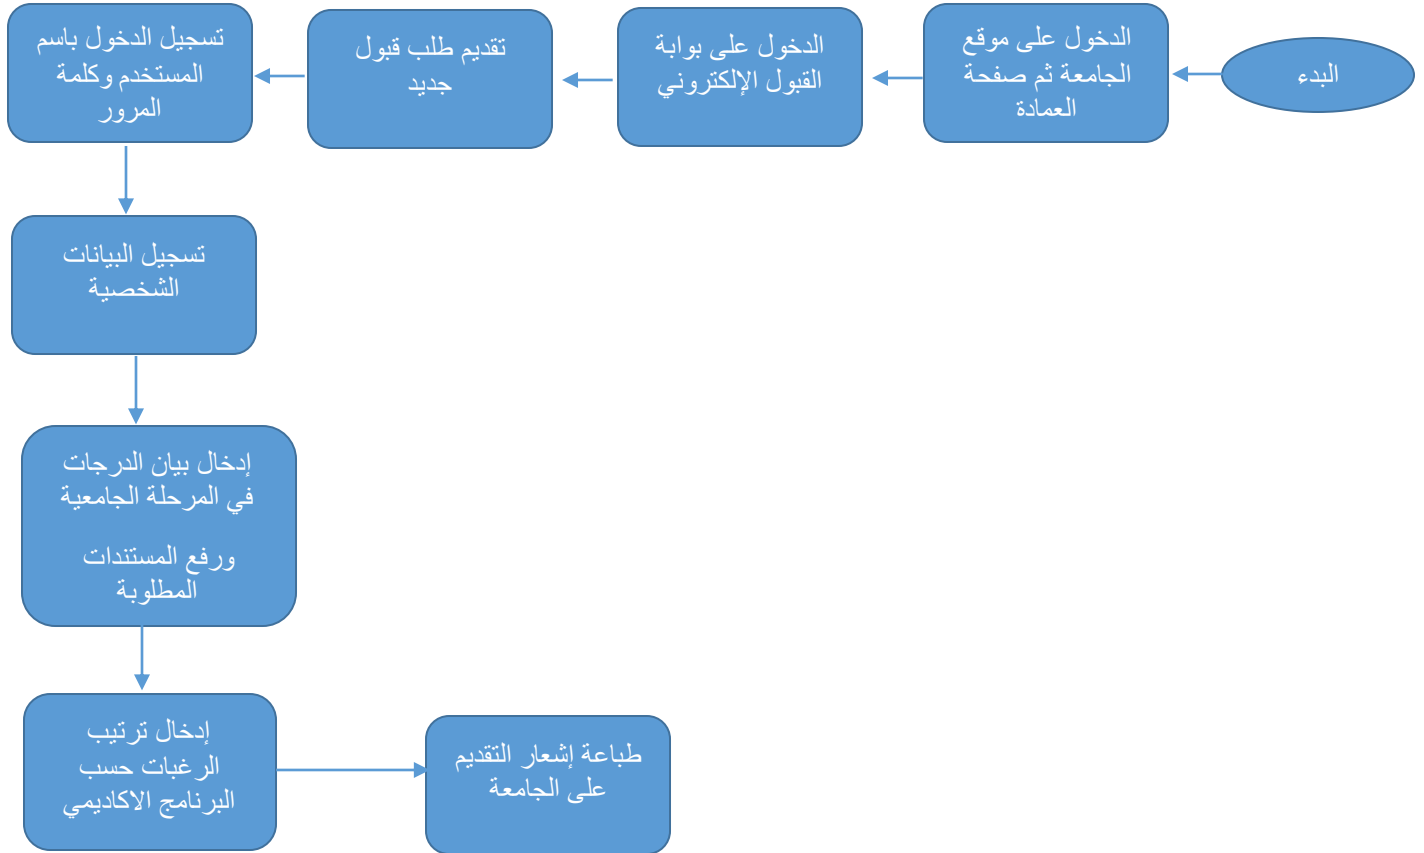 البدء
الدخول على موقع
الجامعة ثم صفحة
العمادة
الدخول على بوابة
القبول الإلكتروني
تقديم طلب قبول
جديد
تسجيل الدخول باسم
المستخدم وكلمة
المرور
تسجيل البيانات
الشخصية
إدخال بيان الدرجات
في المرحلة الجامعية
ورفع المستندات
المطلوبة
إدخال ترتيب
الرغبات حسب
البرنامج الاكاديمي
طباعة إشعار التقديم
على الجامعة